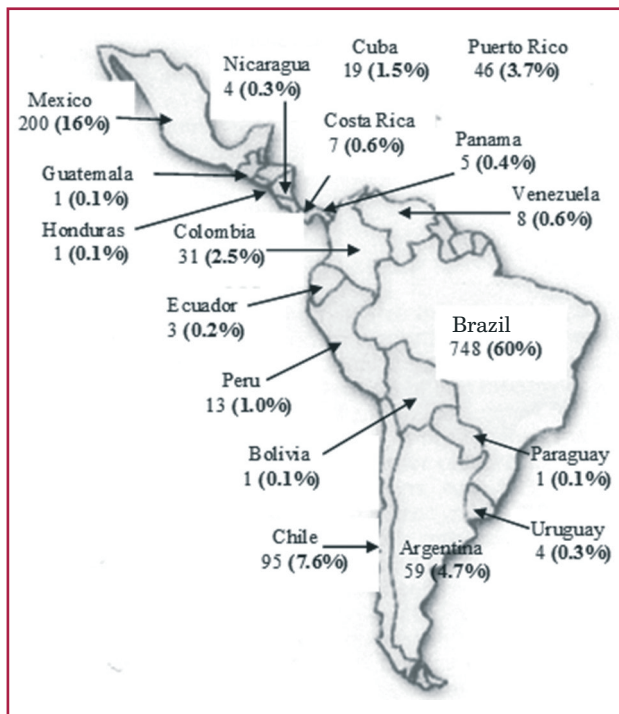 Cuba
19 (1.5%)
Puerto Rico
46 (3.7%)
Nicaragua
4 (0.3%)
Mexico
200 (16%)
Costa Rica
7 (0.6%)
Panama
5 (0.4%)
Guatemala
1 (0.1%)
Venezuela
8 (0.6%)
Honduras
1 (0.1%)
Colombia
31 (2.5%)
Ecuador
3 (0.2%)
Brazil
748 (60%)
Peru
13 (1.0%)
Bolivia
1 (0.1%)
Paraguay
1 (0.1%)
Uruguay
4 (0.3%)
Chile
95 (7.6%)
Argentina
59 (4.7%)